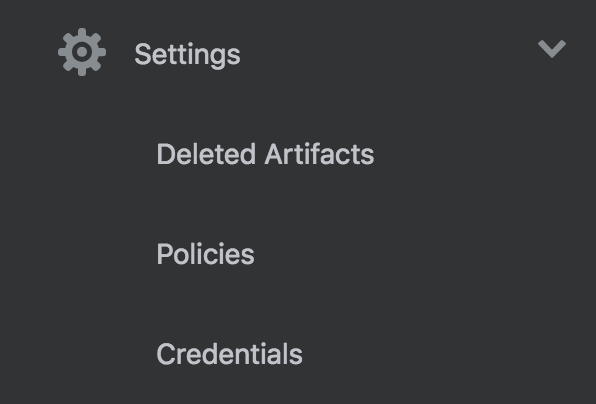 Settings
Deleted Artifacts
Policies
Credentials